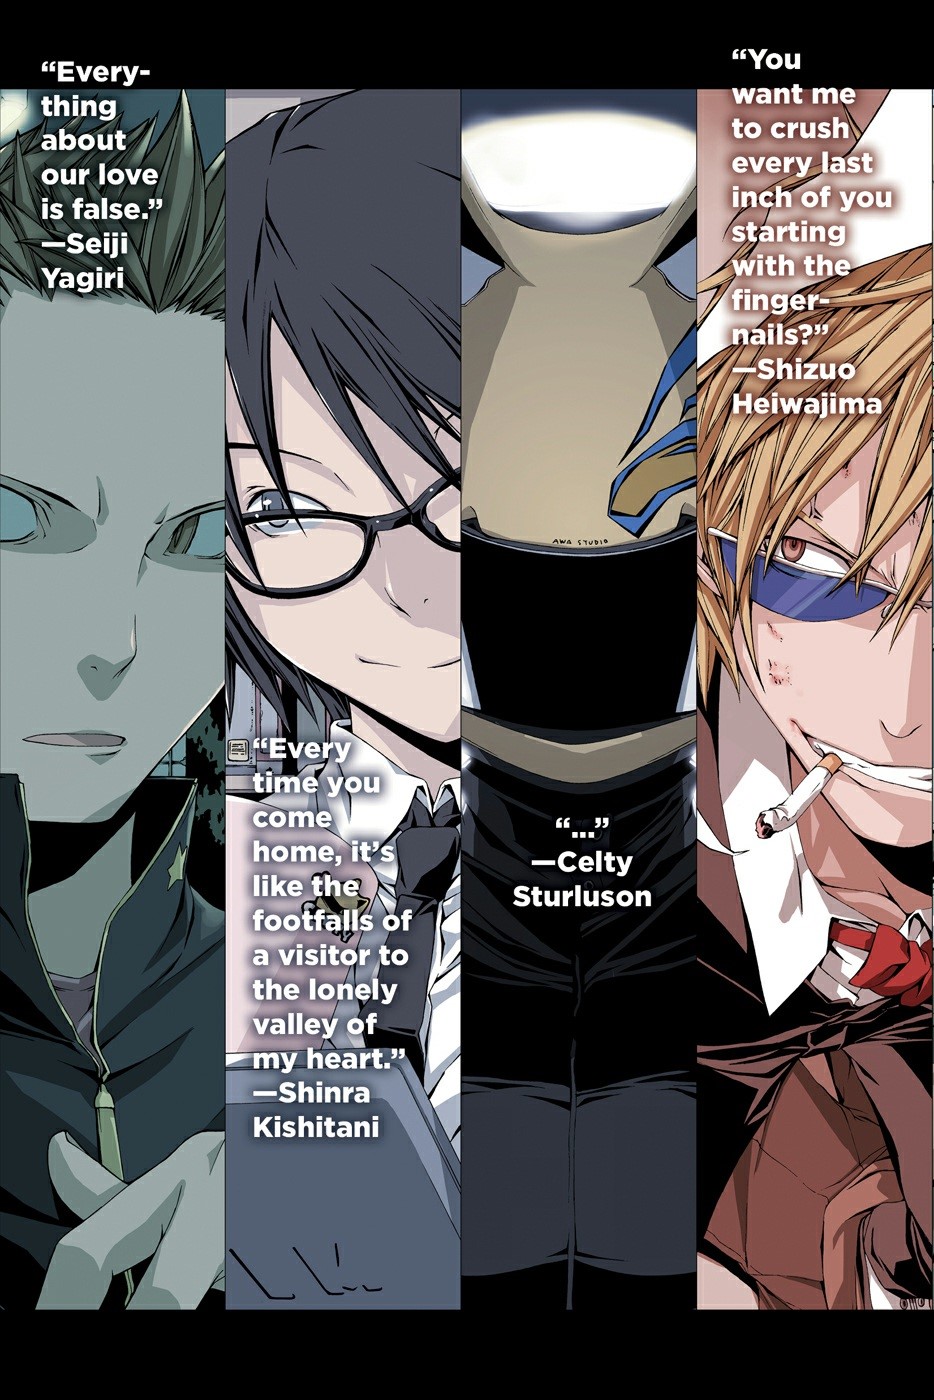 “Every-
thing
about
our love
is false.”
—Seiji
Yagiri
“Every
time you
come
home, it’s
like the
footfalls of
a visitor to
the lonely
valley of
my heart.”
—Shinra
Kishitani
AWA STUDIO
“...”
—Celty
Sturluson
“You
want me
to crush
every last
inch of you
starting
with the
finger-
nails?”
—Shizuo
Heiwajima